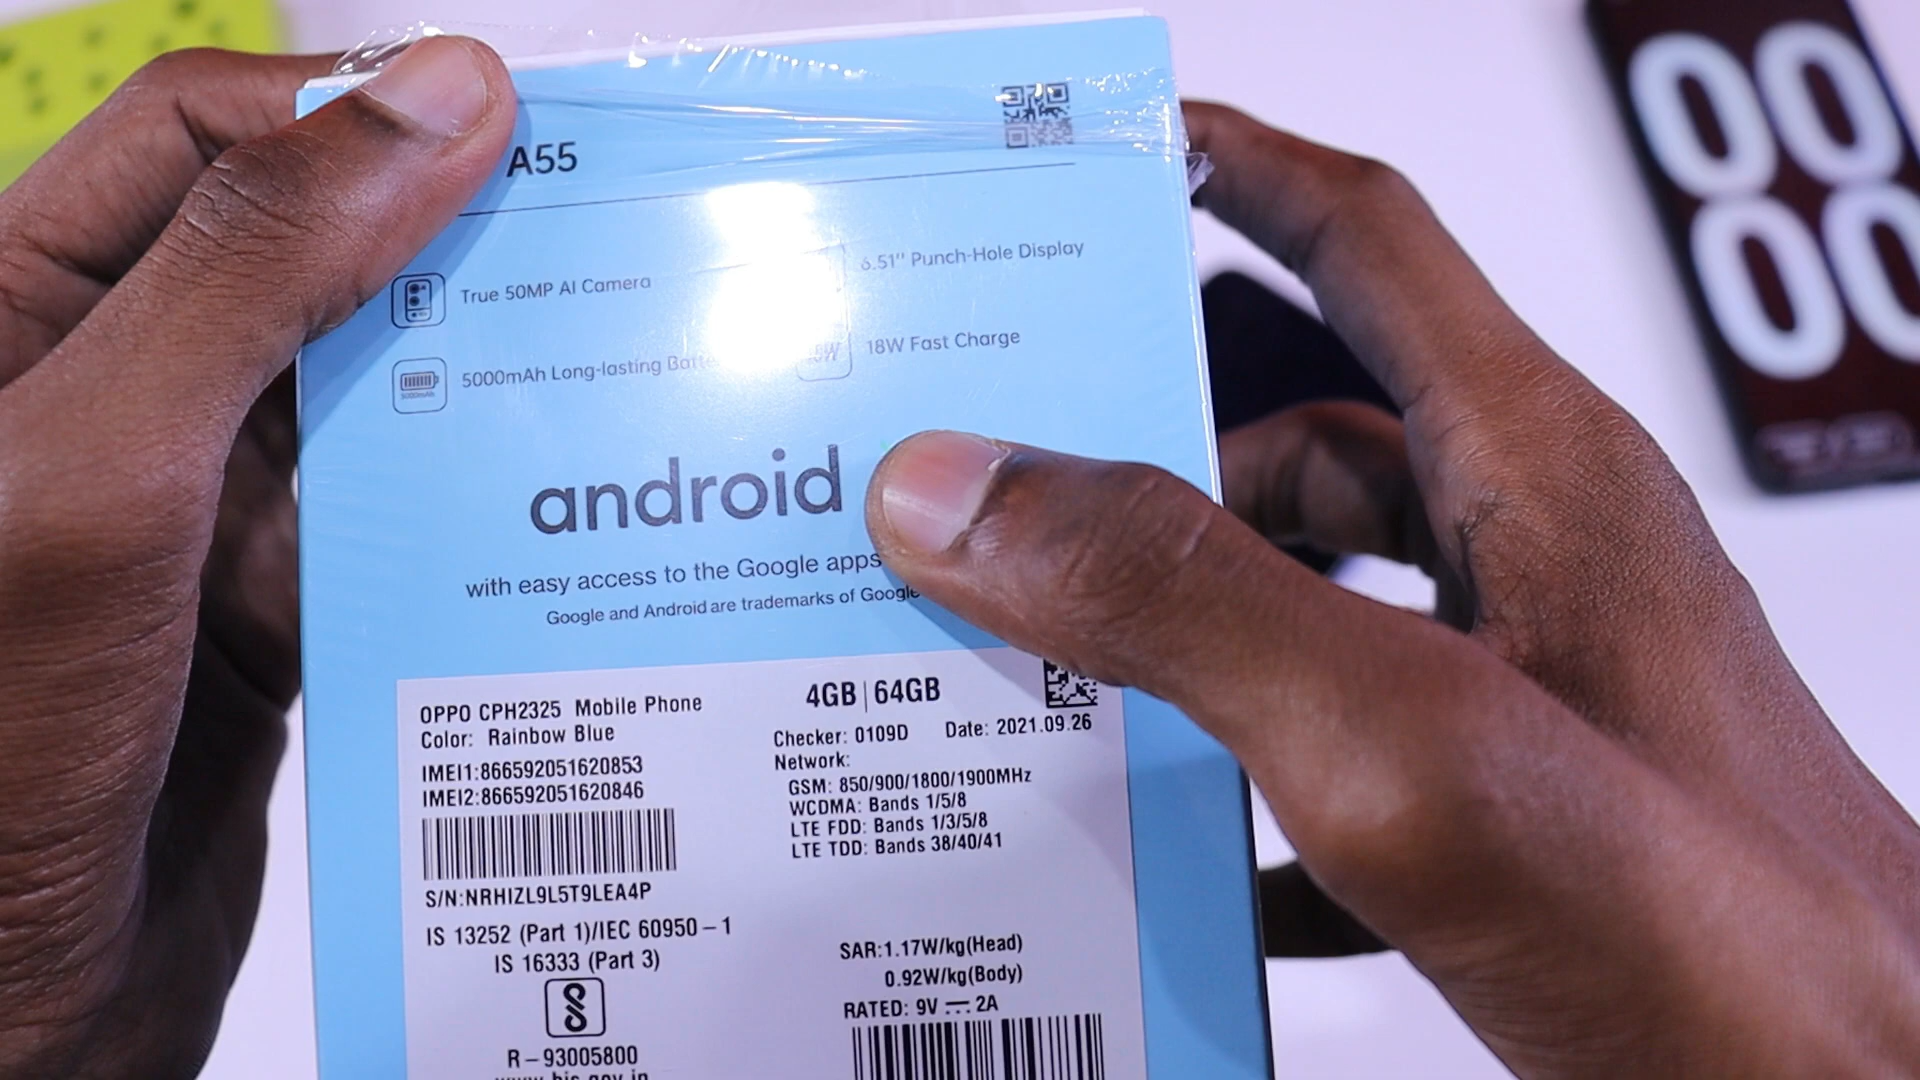 A55
True 50MP AI Camera
6.51" Punch-Hole Display
5000mAh
5000mAh Long-lasting
18W Fast Charge
android
with easy access to the Google apps
Google and Android are trademarks of Google
OPPO CPH2325 Mobile Phone
Color: Rainbow Blue
IMEI1:866592051620853
IMEI2:866592051620846
S/N:NRHIZL9L5T9LEA4P
IS 13252 (Part 1)/IEC 60950-1
IS 16333 (Part 3)
R-93005800
4GB | 64GB
Checker: 0109D Date: 2021.09.26
Network:
GSM: 850/900/1800/1900MHz
WCDMA: Bands 1/5/8
LTE FDD: Bands 1/3/5/8
LTE TDD: Bands 38/40/41
SAR:1.17W/kg(Head)
0.92W/kg(Body)
RATED: 9V ⎓ 2A
00
00